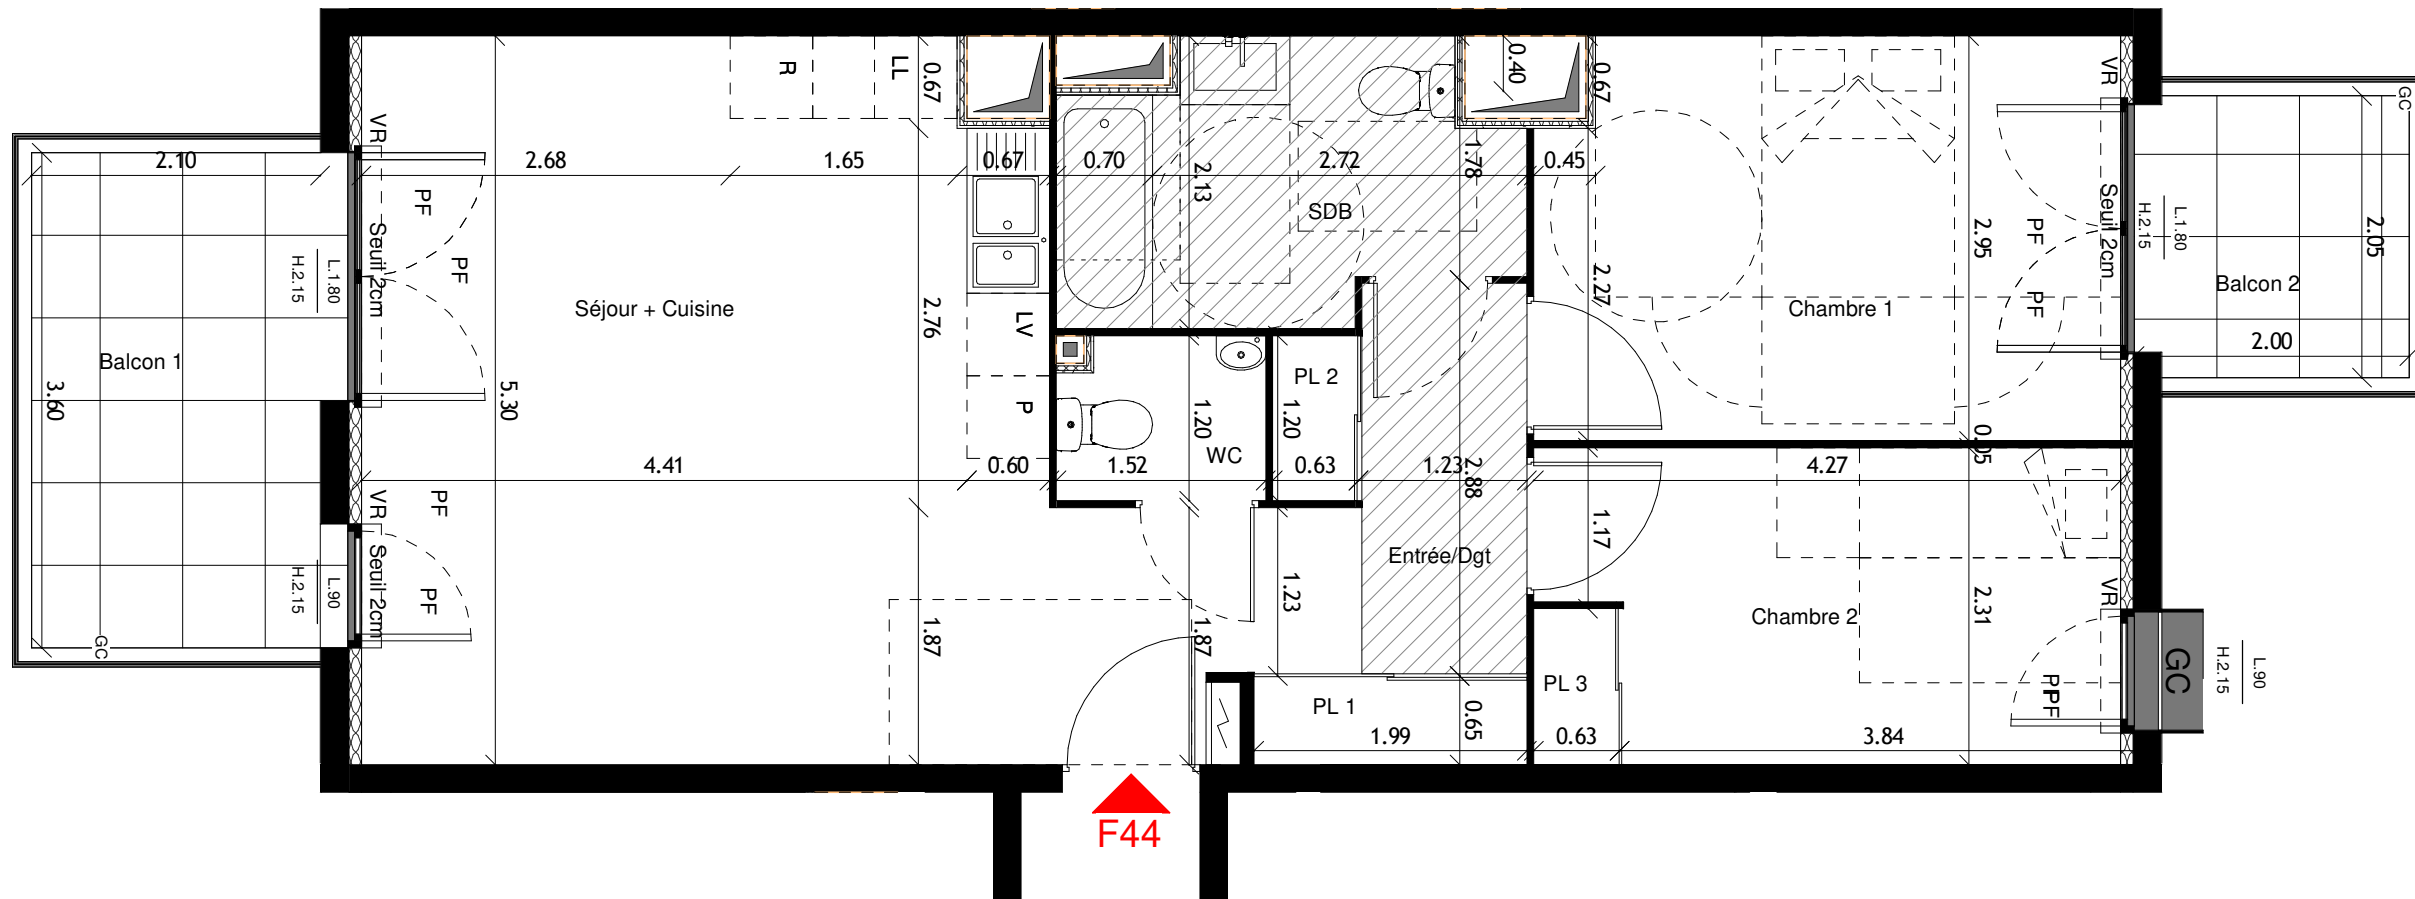 R
LL
0.67
0.40
0.67
VR
GC
VR
2.10
2.68
1.65
0.67
0.70
2.13
2.72
1.78
0.45
2.05
PF
Seuil 2cm
SDB
Seuil 2cm
L.1.80
H.2.15
PF
2.95
PF
L.1.80
H.2.15
PF
2.27
Balcon 2
Séjour + Cuisine
2.76
LV
Chambre 1
PF
2.00
Balcon 1
3.60
5.30
PL 2
P
1.20
1.20
0.05
4.41
0.60
1.52
WC
0.63
1.23
2.88
4.27
VR
PF
1.17
Entrée/Dgt
Seuil 2cm
L.90
H.2.15
PF
1.23
Chambre 2
2.31
VR
GC
1.87
1.87
PL 3
PL 1
0.65
PF
PF
GC
L.90
H.2.15
1.99
0.63
3.84
F44